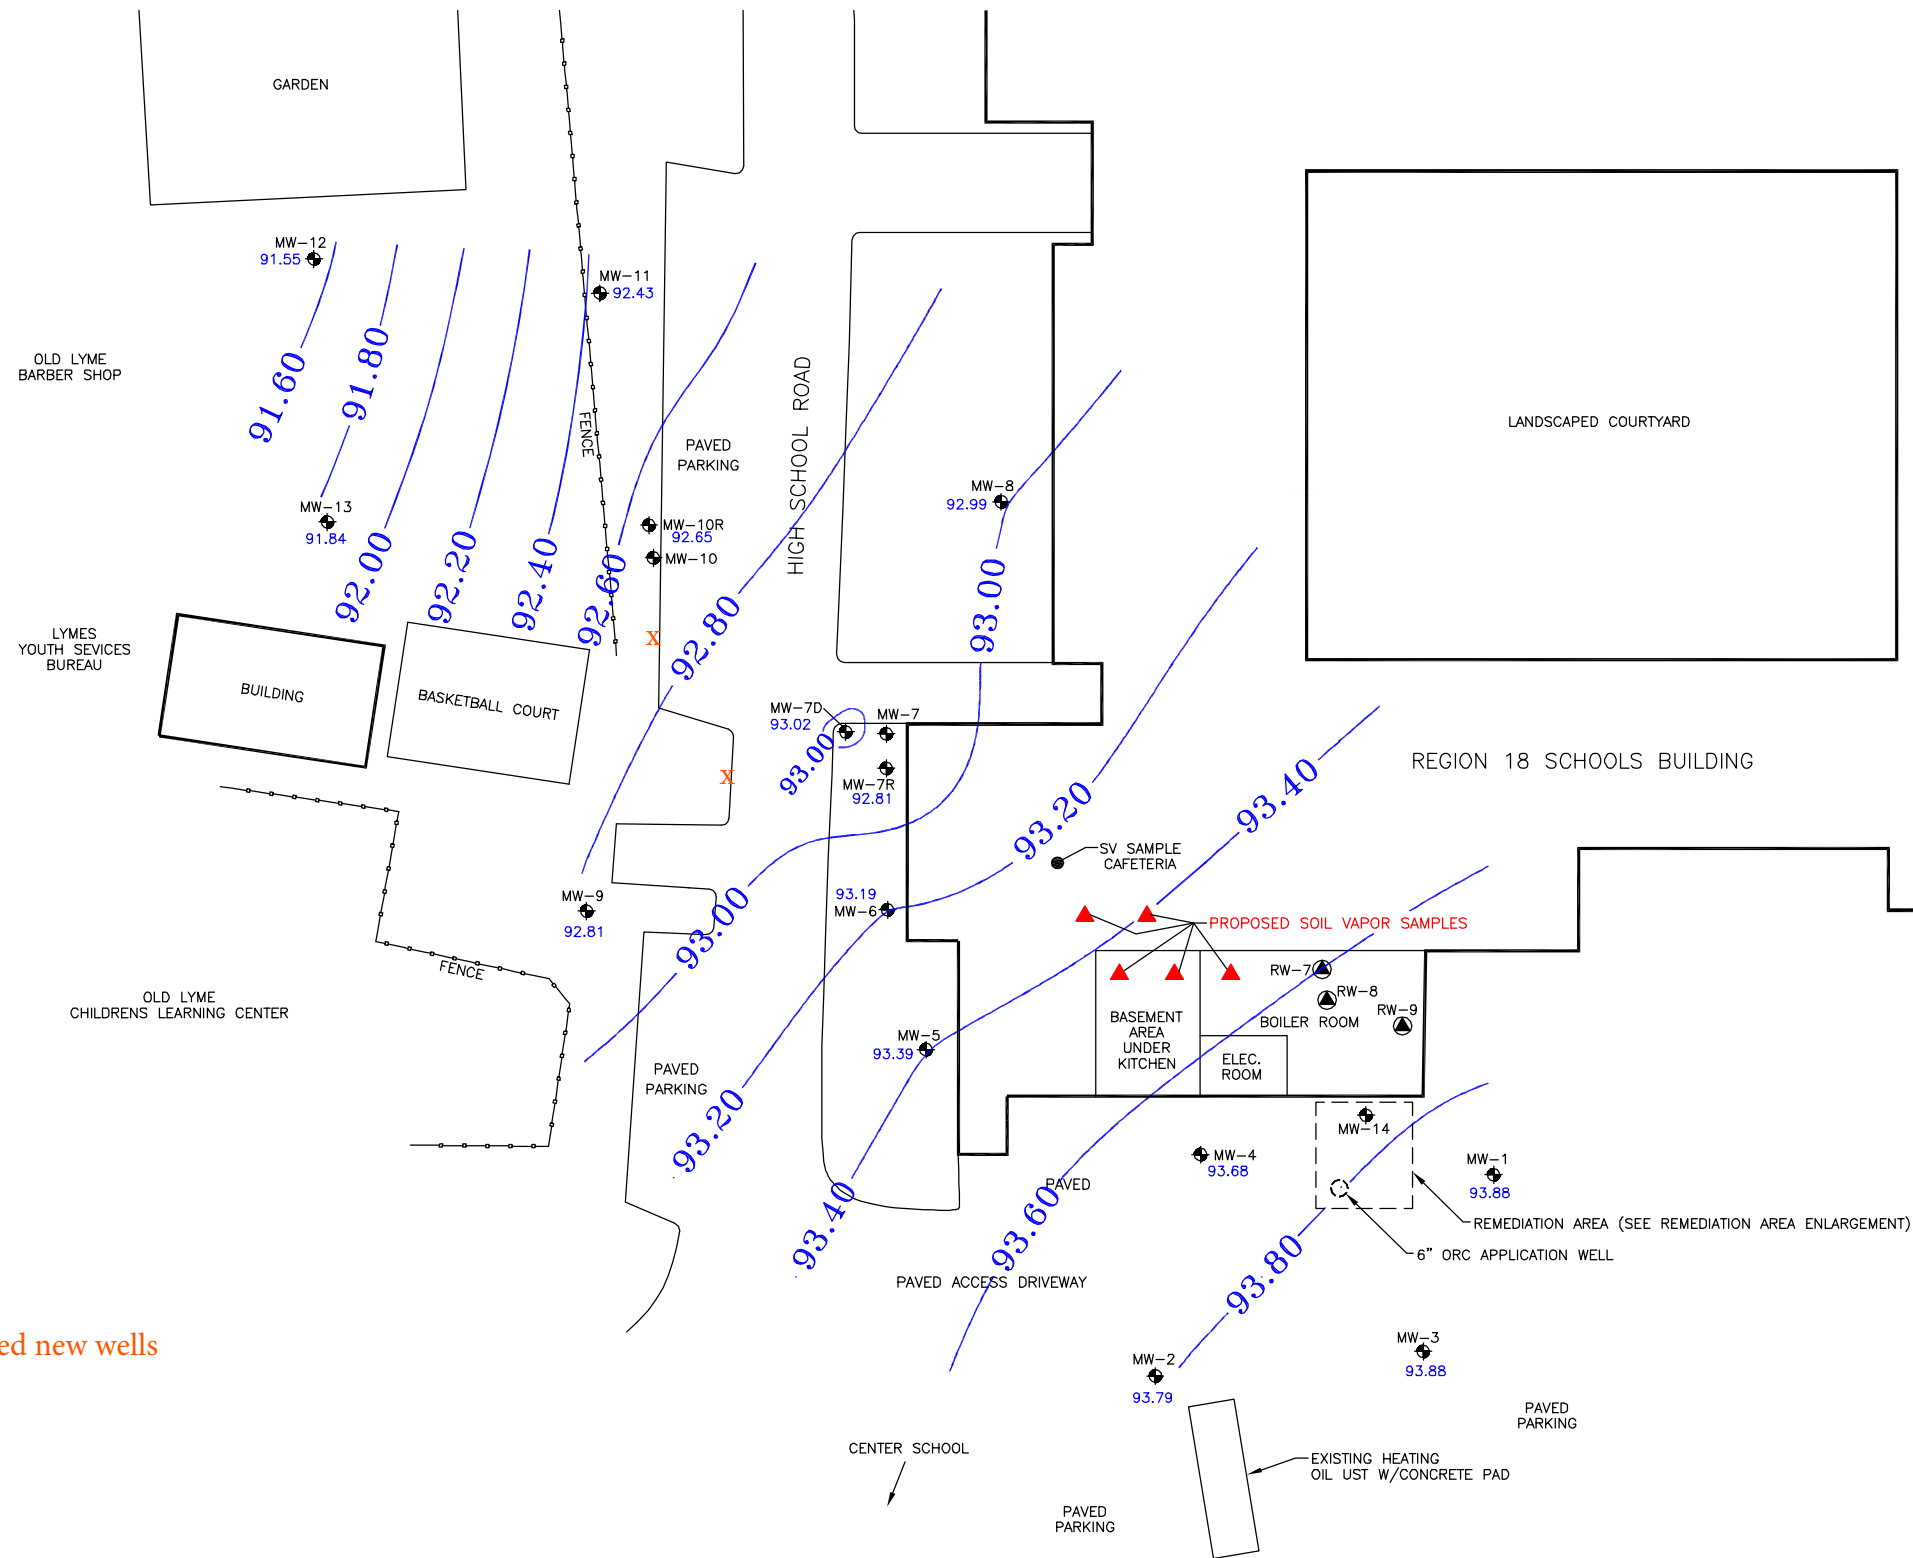 GARDEN
MW-12
91.55
MW-11
92.43
OLD LYME
BARBER SHOP
91.60
91.80
FENCE
PAVED
PARKING
HIGH SCHOOL ROAD
LANDSCAPED COURTYARD
MW-8
92.99
MW-13
91.84
MW-10R
92.65
MW-10
92.00
92.20
92.40
92.60
92.80
93.00
x
LYMES
YOUTH SEVICES
BUREAU
BUILDING
BASKETBALL COURT
MW-7D
93.02
MW-7
93.00
MW-7R
92.81
x
REGION 18 SCHOOLS BUILDING
93.20
93.40
SV SAMPLE
CAFETERIA
MW-9
92.81
93.00
93.19
MW-6
PROPOSED SOIL VAPOR SAMPLES
FENCE
OLD LYME
CHILDRENS LEARNING CENTER
RW-7
RW-8
RW-9
BOILER ROOM
BASEMENT
AREA
UNDER
KITCHEN
ELEC.
ROOM
MW-5
93.39
PAVED
PARKING
93.20
MW-14
MW-4
93.68
MW-1
93.88
PAVED
93.40
93.60
93.80
REMEDIATION AREA (SEE REMEDIATION AREA ENLARGEMENT)
6" ORC APPLICATION WELL
PAVED ACCESS DRIVEWAY
ed new wells
MW-2
93.79
MW-3
93.88
PAVED
PARKING
CENTER SCHOOL
EXISTING HEATING
OIL UST W/CONCRETE PAD
PAVED
PARKING